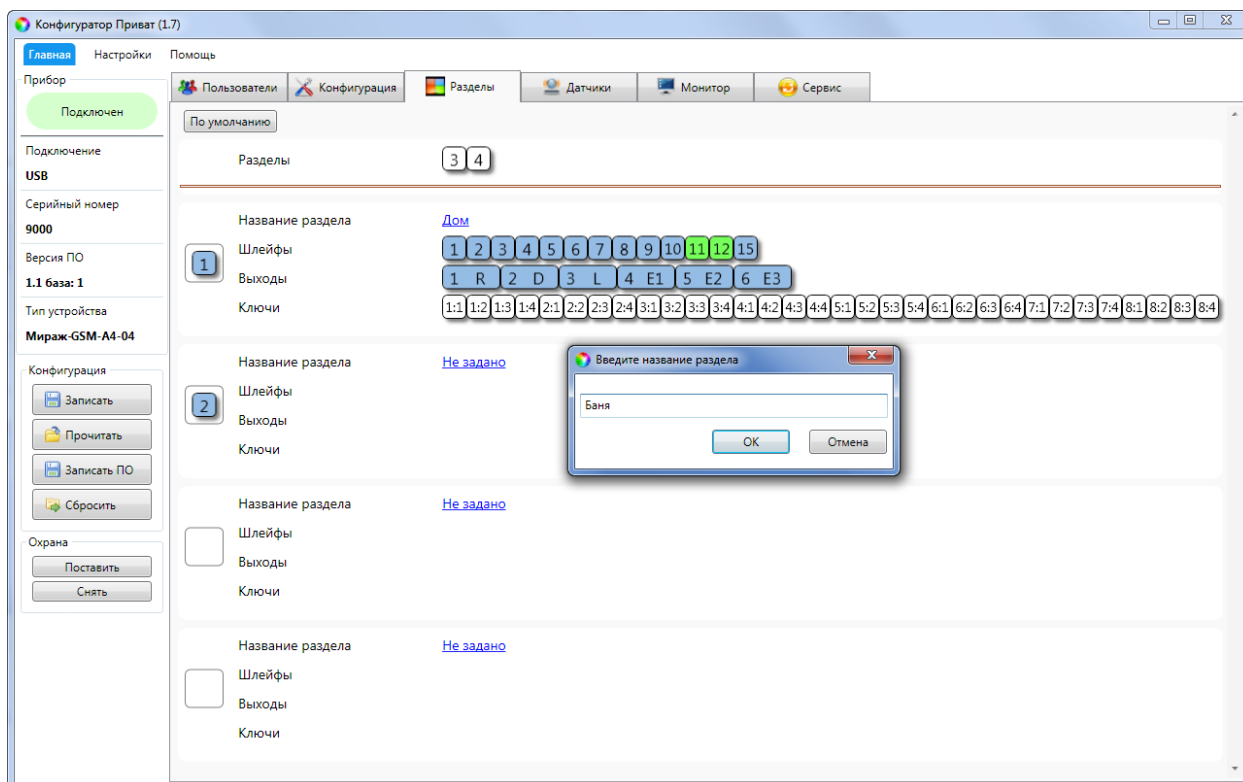 Конфигуратор Приват (1.7)
Главная Настройки Помощь
Прибор
Подключен
Подключение
USB
Серийный номер
9000
Версия ПО
1.1 база: 1
Тип устройства
Мираж-GSM-A4-04
Конфигурация
Записать
Прочитать
Записать ПО
Сбросить
Охрана
Поставить
Снять
Пользователи Конфигурация Разделы Датчики Монитор Сервис
По умолчанию
Разделы 3 4
Название раздела Дом
1
Шлейфы 1 2 3 4 5 6 7 8 9 10 11 12 15
Выходы 1 R 2 D 3 L 4 E1 5 E2 6 E3
Ключи 1:1 1:2 1:3 1:4 2:1 2:2 2:3 2:4 3:1 3:2 3:3 3:4 4:1 4:2 4:3 4:4 5:1 5:2 5:3 5:4 6:1 6:2 6:3 6:4 7:1 7:2 7:3 7:4 8:1 8:2 8:3 8:4
Название раздела Не задано
2
Шлейфы
Выходы
Ключи
Введите название раздела
Баня
OK Отмена
Название раздела Не задано
Шлейфы
Выходы
Ключи
Название раздела Не задано
Шлейфы
Выходы
Ключи